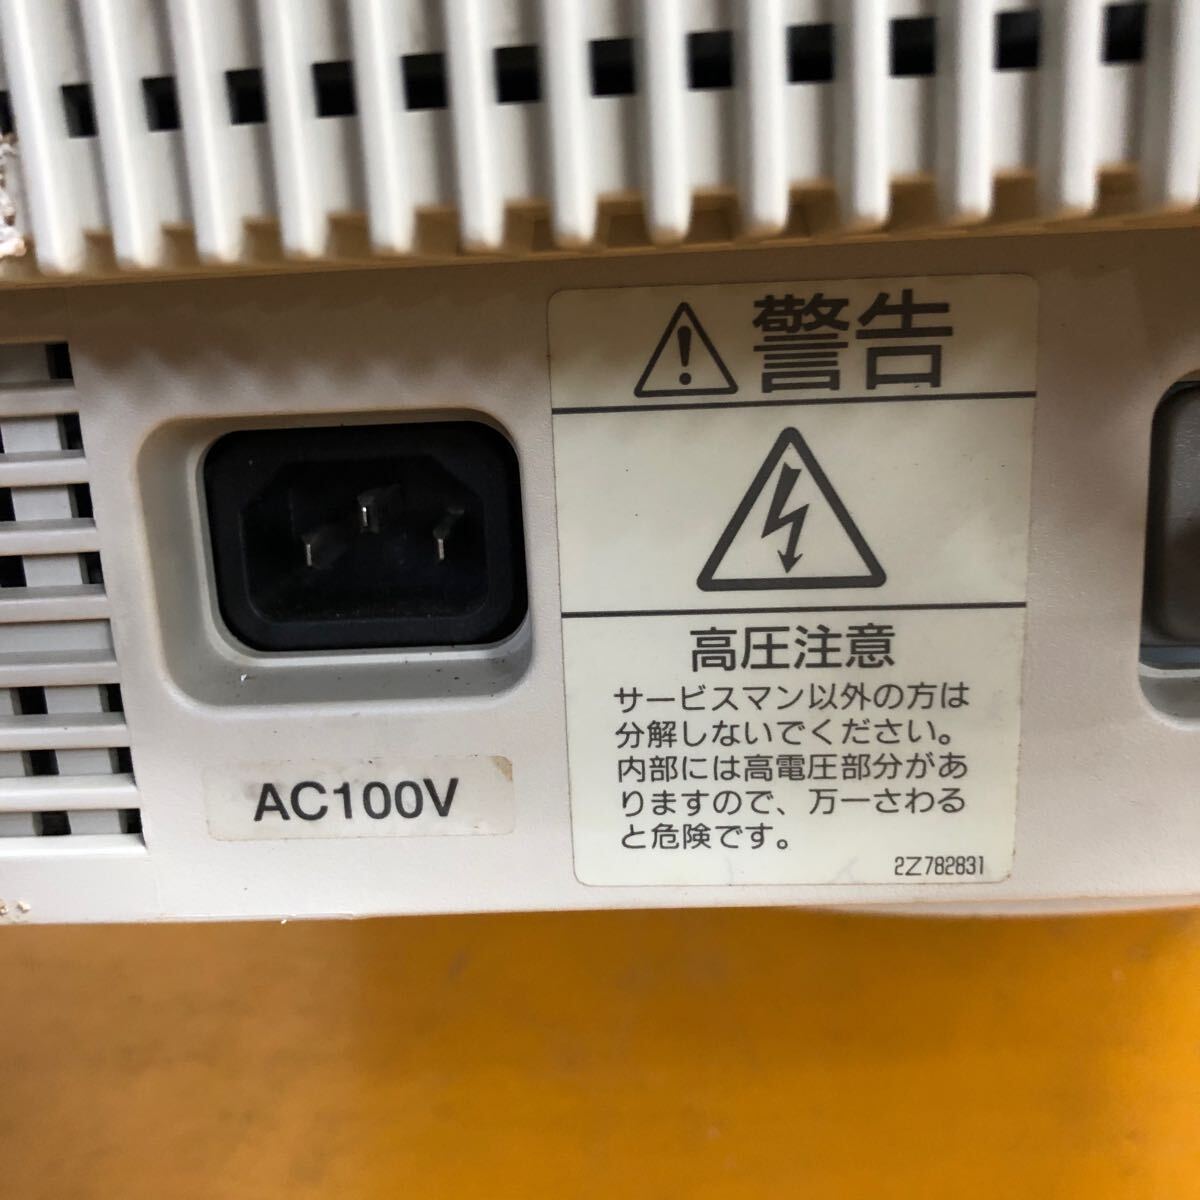 警告
高圧注意
サービスマン以外の方は
分解しないでください。
内部には高電圧部分があ
りますので、万一さわる
と危険です。
2Z782831
AC100V